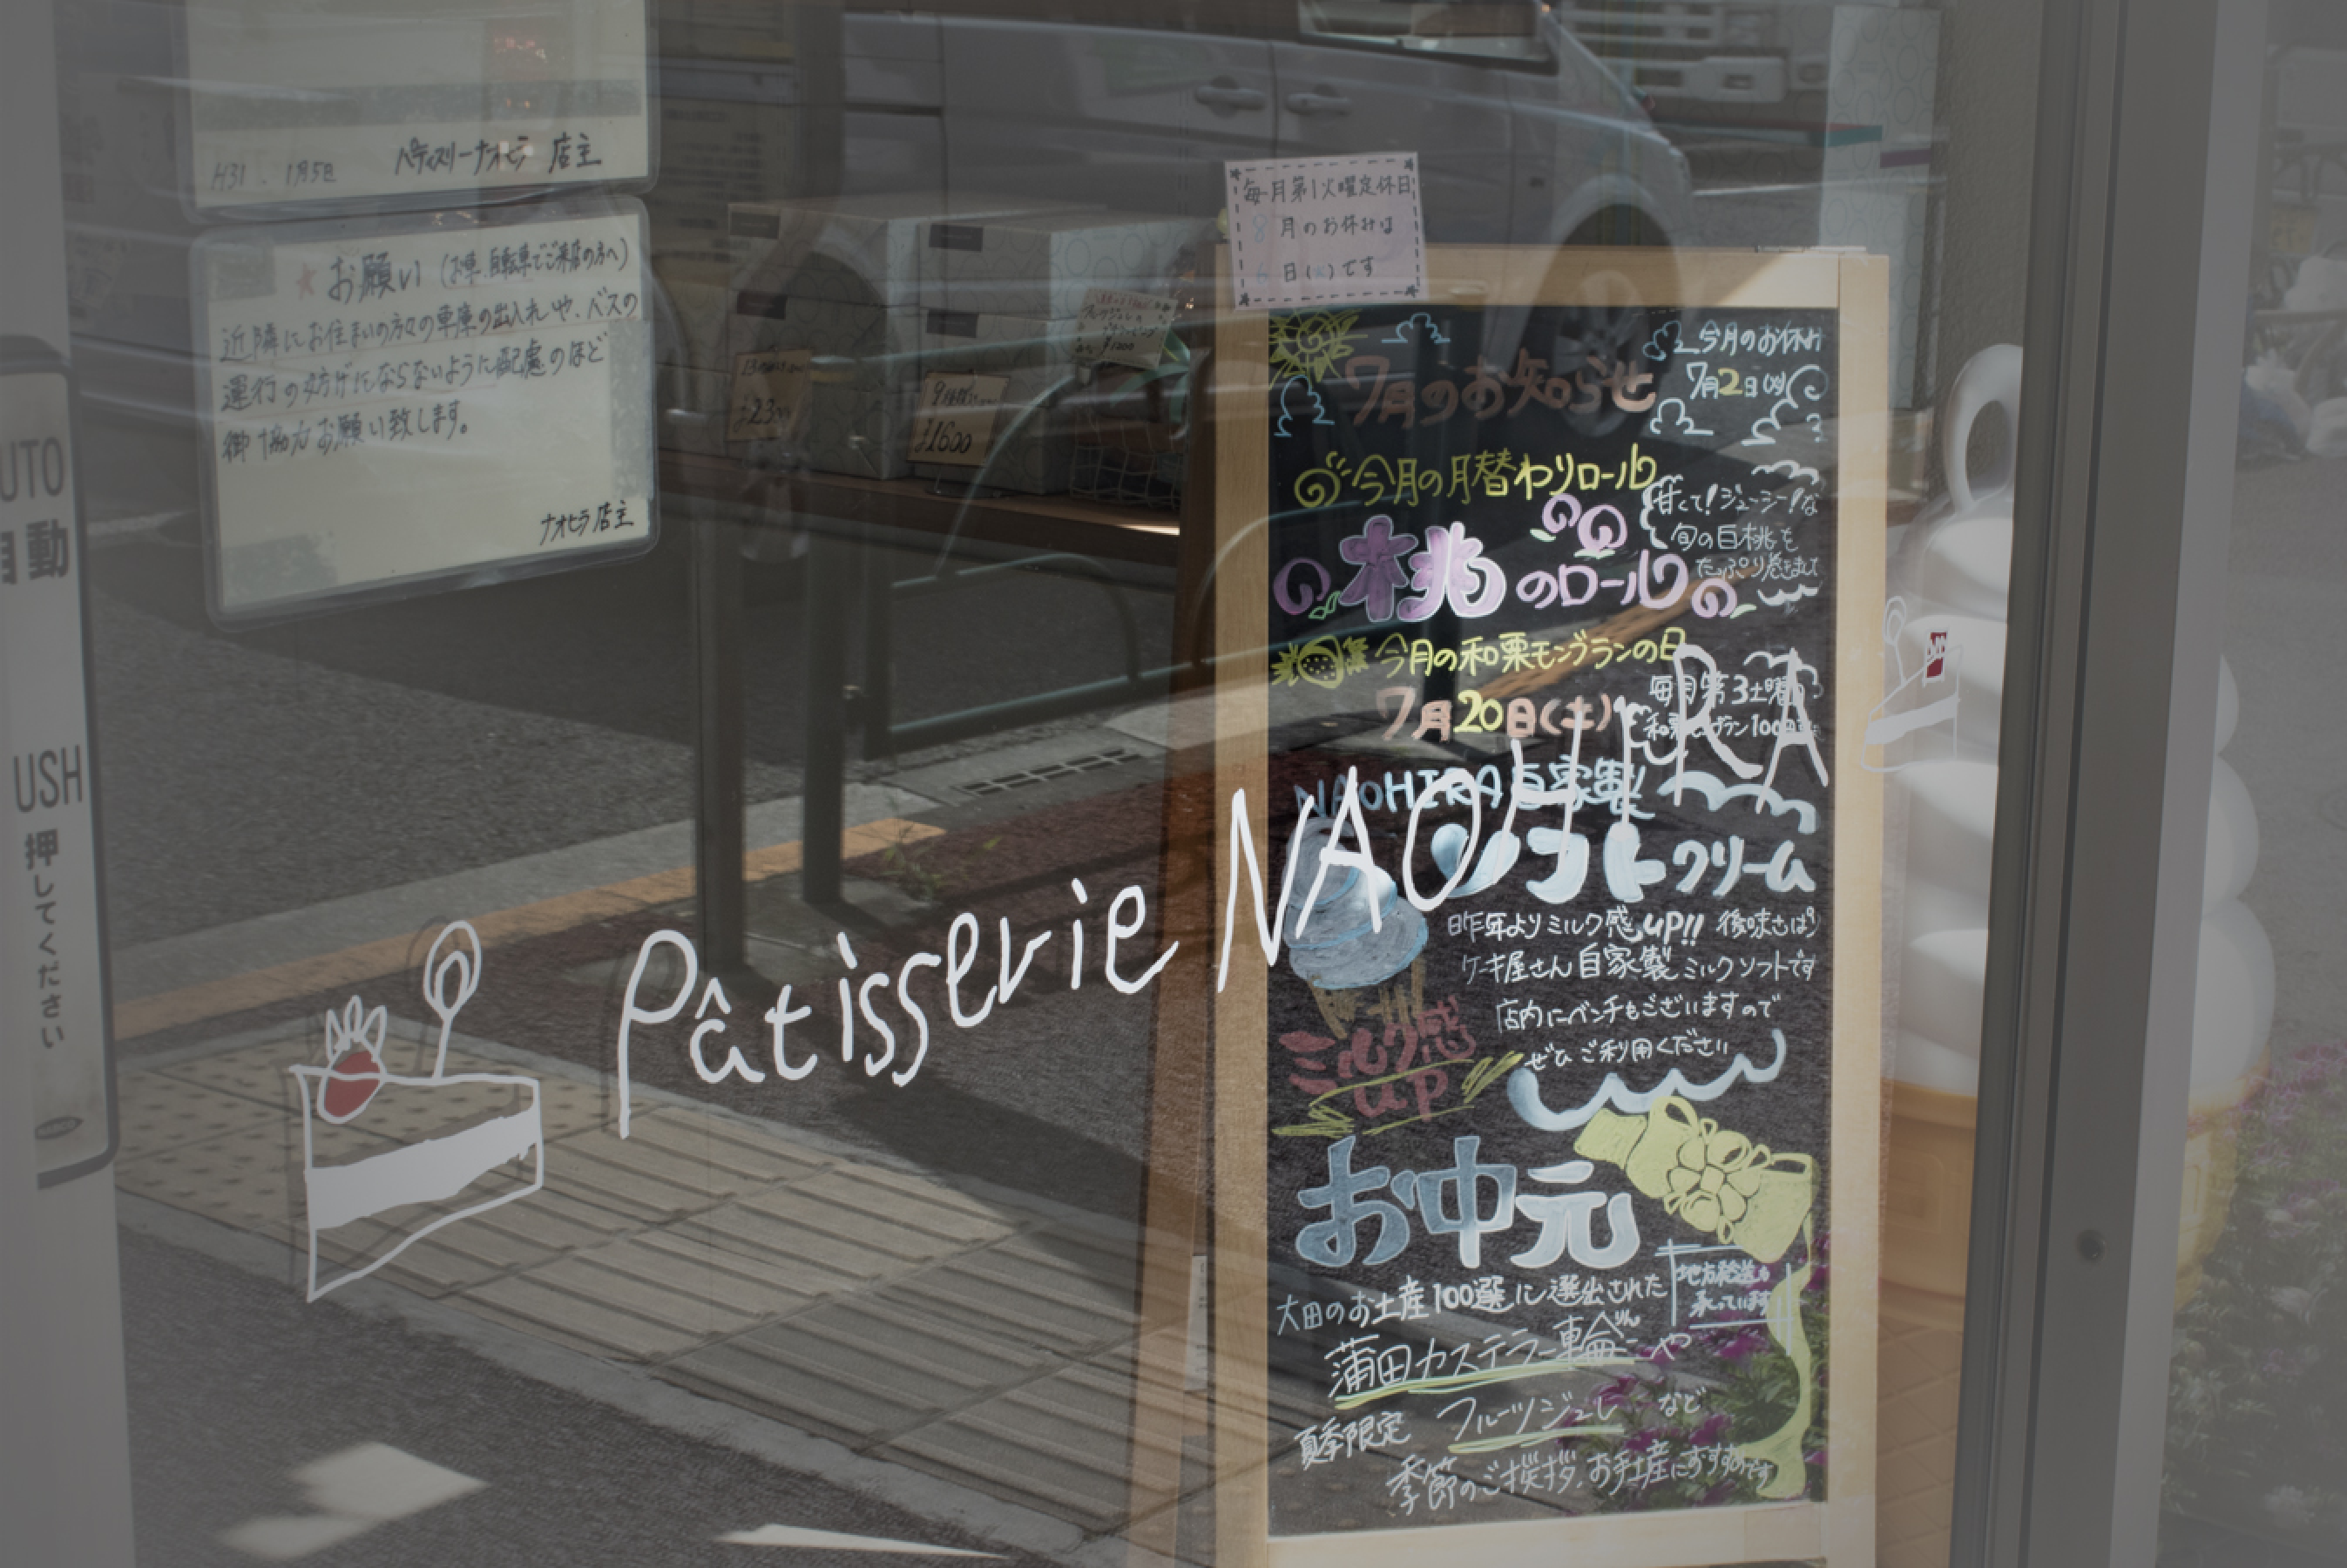 H31. 1月5日 パティスリーナオヒラ 店主
★お願い(お車、自転車でご来店の方へ)
近隣にお住まいの方々の車庫の出入れや、バスの
運行の妨げにならないように配慮のほど
御協力お願い致します。
ナオヒラ店主
AUTO
自動
PUSH
押してください
9個
¥1600
¥1200
毎月第1火曜定休日
8月のお休みは
6日(火)です
7月のお知らせ
今月のお休み
7月2日(火)
今月の月替わりロール
桃のロール
甘くて!ジューシー!な
旬の白桃を
たっぷり巻きまして
今月の和栗モンブランの日
7月20日(土)
毎月第3土曜
和栗モンブラン100円
NAOHIRA自家製
ソフトクリーム
昨年よりミルク感UP!! 後味さっぱり
ケーキ屋さん自家製ミルクソフトです
店内にベンチもございますので
ぜひご利用ください
ミルク感
up
お中元
地方発送も
承っています
大田のお土産100選に選出された
蒲田カステラ一輪りんや
夏季限定 フルーツジュレ など
季節のご挨拶、お手土産におすすめです
Pâtisserie NAOHIRA